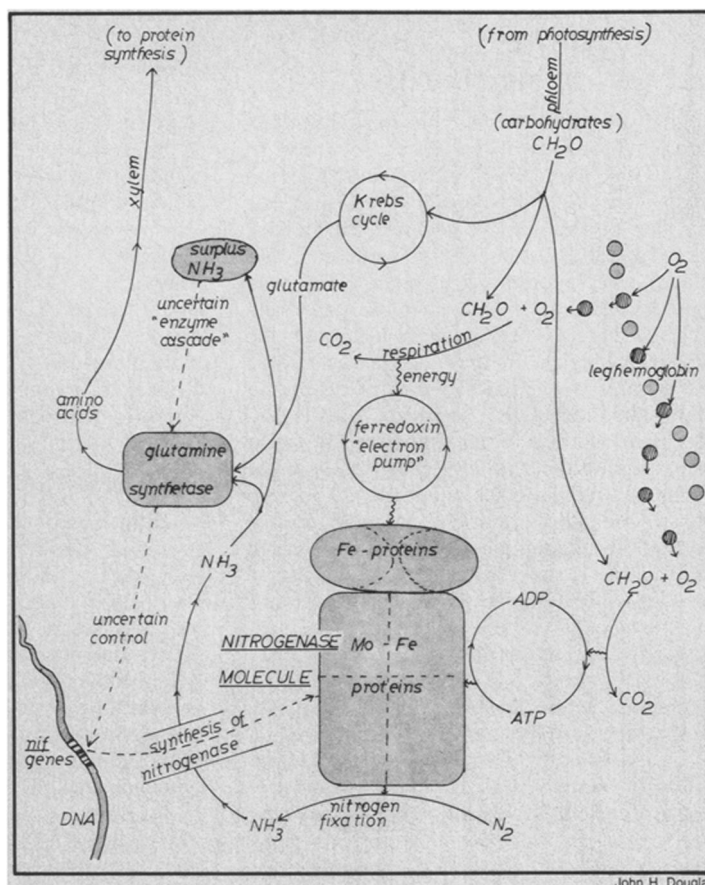 (to protein
synthesis)
(from photosynthesis)
phloem
(carbohydrates)
CH2O
xylem
Krebs
cycle
surplus
NH3
glutamate
uncertain
"enzyme
cascade"
CH2O + O2
O2
CO2
respiration
energy
leghemoglobin
amino
acids
ferredoxin
"electron
pump"
glutamine
synthetase
Fe-proteins
NH3
CH2O + O2
ADP
uncertain
control
NITROGENASE
Mo-Fe
MOLECULE
proteins
ATP
CO2
nif
genes
synthesis of
nitrogenase
DNA
NH3
nitrogen
fixation
N2